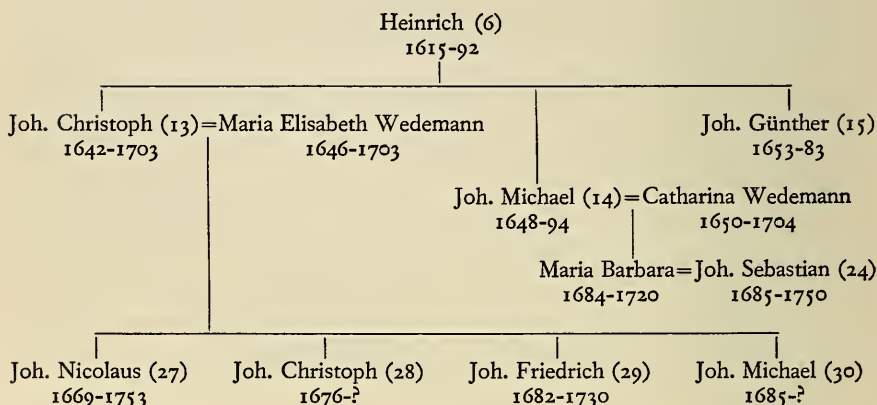 Heinrich (6)
1615-92
Joh. Christoph (13)=Maria Elisabeth Wedemann
1642-1703
1646-1703
Joh. Günther (15)
1653-83
Joh. Michael (14)=Catharina Wedemann
1648-94
1650-1704
Maria Barbara=Joh. Sebastian (24)
1684-1720
1685-1750
Joh. Nicolaus (27)
1669-1753
Joh. Christoph (28)
1676-?
Joh. Friedrich (29)
1682-1730
Joh. Michael (30)
1685-?